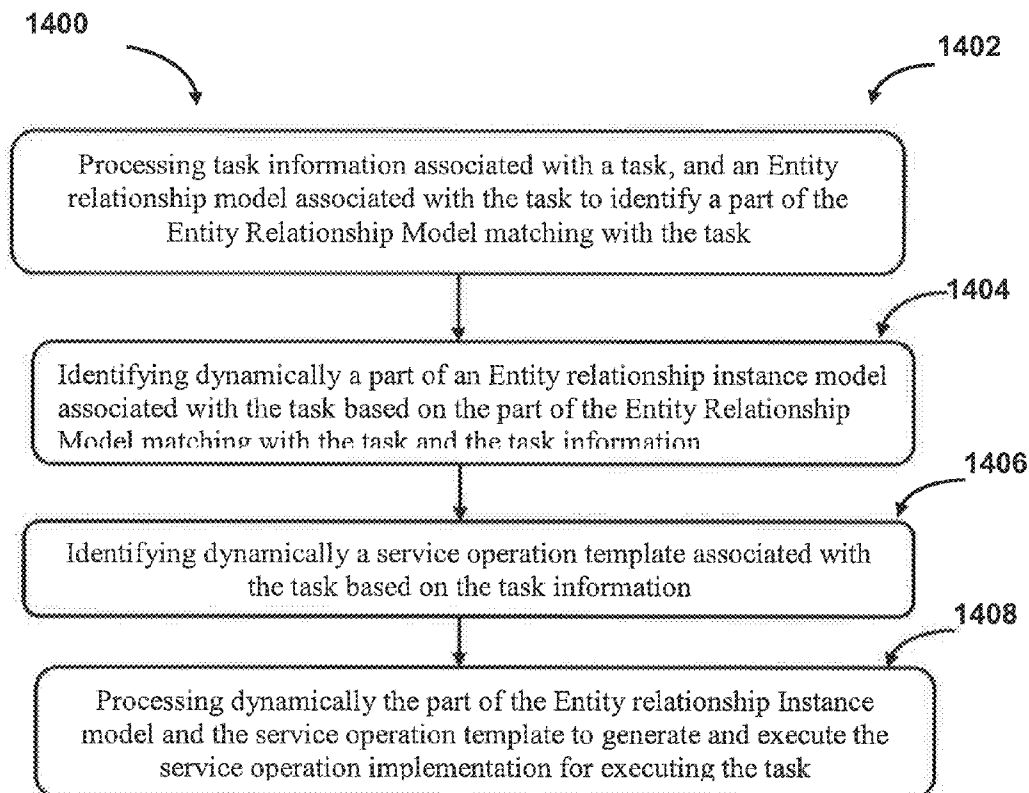 1400
1402
Processing task information associated with a task, and an Entity
relationship model associated with the task to identify a part of the
Entity Relationship Model matching with the task
1404
Identifying dynamically a part of an Entity relationship instance model
associated with the task based on the part of the Entity Relationship
Model matching with the task and the task information
1406
Identifying dynamically a service operation template associated with
the task based on the task information
1408
Processing dynamically the part of the Entity relationship Instance
model and the service operation template to generate and execute the
service operation implementation for executing the task